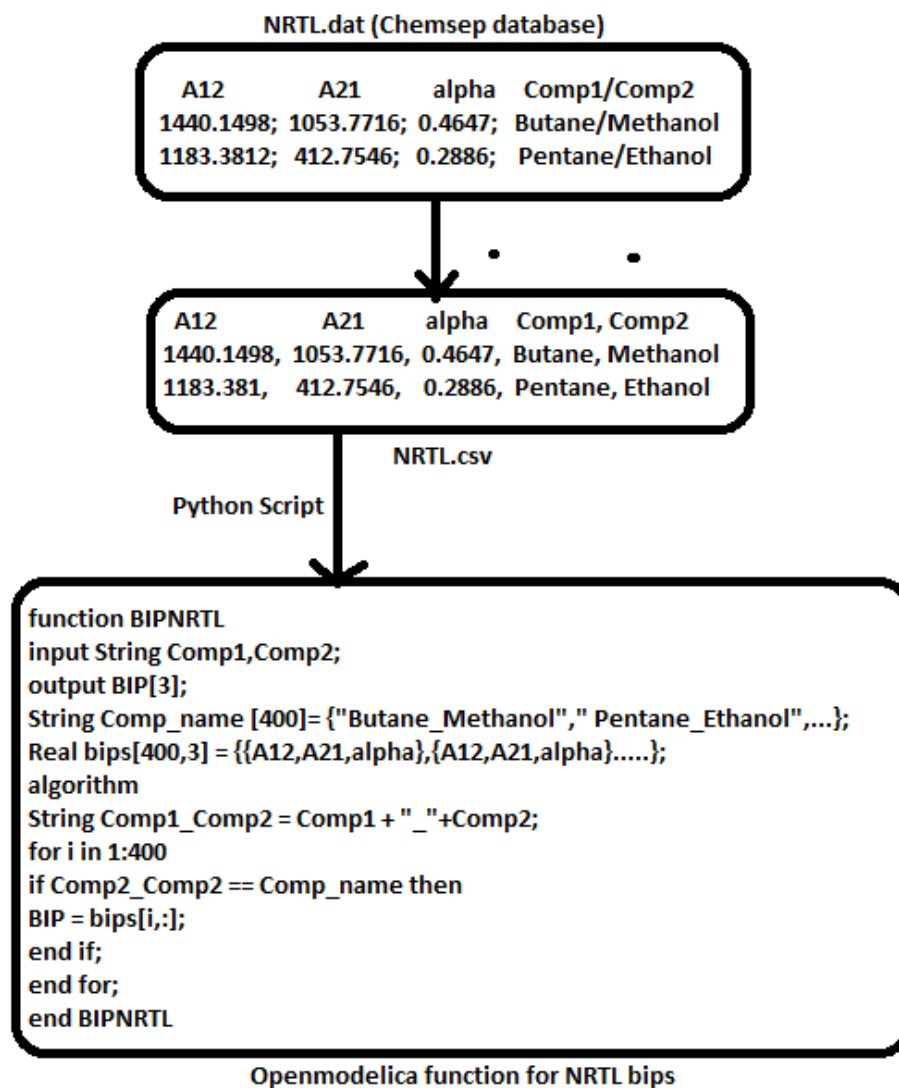 NRTL.dat (Chemsep database)
A12 A21 alpha Comp1/Comp2
1440.1498; 1053.7716; 0.4647; Butane/Methanol
1183.3812; 412.7546; 0.2886; Pentane/Ethanol
A12 A21 alpha Comp1, Comp2
1440.1498, 1053.7716, 0.4647, Butane, Methanol
1183.381, 412.7546, 0.2886, Pentane, Ethanol
NRTL.csv
Python Script
function BIPNRTL
input String Comp1,Comp2;
output BIP[3];
String Comp_name [400]= {"Butane_Methanol"," Pentane_Ethanol",...};
Real bips[400,3] = {{A12,A21,alpha},{A12,A21,alpha}.....};
algorithm
String Comp1_Comp2 = Comp1 + "_"+Comp2;
for i in 1:400
if Comp2_Comp2 == Comp_name then
BIP = bips[i,:];
end if;
end for;
end BIPNRTL
Openmodelica function for NRTL bips